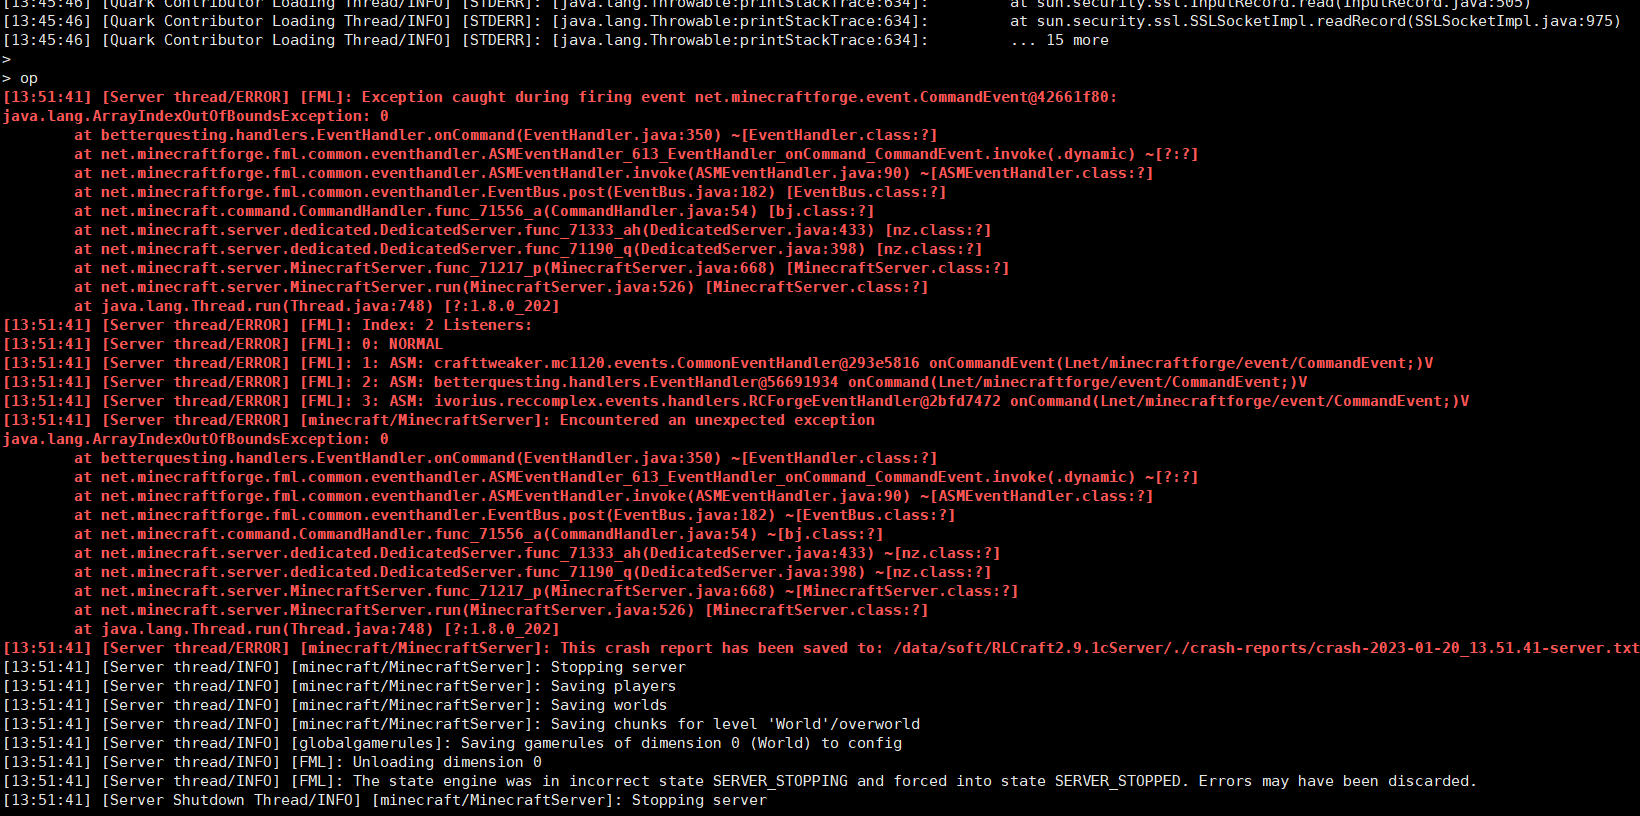 [13:45:46] [Quark Contributor Loading Thread/INFO] [STDERR]: [java.lang.Throwable:printStackTrace:634]:         at sun.security.ssl.InputRecord.read(InputRecord.java:505)
[13:45:46] [Quark Contributor Loading Thread/INFO] [STDERR]: [java.lang.Throwable:printStackTrace:634]:         at sun.security.ssl.SSLSocketImpl.readRecord(SSLSocketImpl.java:975)
[13:45:46] [Quark Contributor Loading Thread/INFO] [STDERR]: [java.lang.Throwable:printStackTrace:634]:         ... 15 more
>
> op
[13:51:41] [Server thread/ERROR] [FML]: Exception caught during firing event net.minecraftforge.event.CommandEvent@42661f80:
java.lang.ArrayIndexOutOfBoundsException: 0
        at betterquesting.handlers.EventHandler.onCommand(EventHandler.java:350) ~[EventHandler.class:?]
        at net.minecraftforge.fml.common.eventhandler.ASMEventHandler_613_EventHandler_onCommand_CommandEvent.invoke(.dynamic) ~[?:?]
        at net.minecraftforge.fml.common.eventhandler.ASMEventHandler.invoke(ASMEventHandler.java:90) ~[ASMEventHandler.class:?]
        at net.minecraftforge.fml.common.eventhandler.EventBus.post(EventBus.java:182) [EventBus.class:?]
        at net.minecraft.command.CommandHandler.func_71556_a(CommandHandler.java:54) [bj.class:?]
        at net.minecraft.server.dedicated.DedicatedServer.func_71333_ah(DedicatedServer.java:433) [nz.class:?]
        at net.minecraft.server.dedicated.DedicatedServer.func_71190_q(DedicatedServer.java:398) [nz.class:?]
        at net.minecraft.server.MinecraftServer.func_71217_p(MinecraftServer.java:668) [MinecraftServer.class:?]
        at net.minecraft.server.MinecraftServer.run(MinecraftServer.java:526) [MinecraftServer.class:?]
        at java.lang.Thread.run(Thread.java:748) [?:1.8.0_202]
[13:51:41] [Server thread/ERROR] [FML]: Index: 2 Listeners:
[13:51:41] [Server thread/ERROR] [FML]: 0: NORMAL
[13:51:41] [Server thread/ERROR] [FML]: 1: ASM: crafttweaker.mc1120.events.CommonEventHandler@293e5816 onCommandEvent(Lnet/minecraftforge/event/CommandEvent;)V
[13:51:41] [Server thread/ERROR] [FML]: 2: ASM: betterquesting.handlers.EventHandler@56691934 onCommand(Lnet/minecraftforge/event/CommandEvent;)V
[13:51:41] [Server thread/ERROR] [FML]: 3: ASM: ivorius.reccomplex.events.handlers.RCForgeEventHandler@2bfd7472 onCommand(Lnet/minecraftforge/event/CommandEvent;)V
[13:51:41] [Server thread/ERROR] [minecraft/MinecraftServer]: Encountered an unexpected exception
java.lang.ArrayIndexOutOfBoundsException: 0
        at betterquesting.handlers.EventHandler.onCommand(EventHandler.java:350) ~[EventHandler.class:?]
        at net.minecraftforge.fml.common.eventhandler.ASMEventHandler_613_EventHandler_onCommand_CommandEvent.invoke(.dynamic) ~[?:?]
        at net.minecraftforge.fml.common.eventhandler.ASMEventHandler.invoke(ASMEventHandler.java:90) ~[ASMEventHandler.class:?]
        at net.minecraftforge.fml.common.eventhandler.EventBus.post(EventBus.java:182) ~[EventBus.class:?]
        at net.minecraft.command.CommandHandler.func_71556_a(CommandHandler.java:54) ~[bj.class:?]
        at net.minecraft.server.dedicated.DedicatedServer.func_71333_ah(DedicatedServer.java:433) ~[nz.class:?]
        at net.minecraft.server.dedicated.DedicatedServer.func_71190_q(DedicatedServer.java:398) ~[nz.class:?]
        at net.minecraft.server.MinecraftServer.func_71217_p(MinecraftServer.java:668) ~[MinecraftServer.class:?]
        at net.minecraft.server.MinecraftServer.run(MinecraftServer.java:526) [MinecraftServer.class:?]
        at java.lang.Thread.run(Thread.java:748) [?:1.8.0_202]
[13:51:41] [Server thread/ERROR] [minecraft/MinecraftServer]: This crash report has been saved to: /data/soft/RLCraft2.9.1cServer/./crash-reports/crash-2023-01-20_13.51.41-server.txt
[13:51:41] [Server thread/INFO] [minecraft/MinecraftServer]: Stopping server
[13:51:41] [Server thread/INFO] [minecraft/MinecraftServer]: Saving players
[13:51:41] [Server thread/INFO] [minecraft/MinecraftServer]: Saving worlds
[13:51:41] [Server thread/INFO] [minecraft/MinecraftServer]: Saving chunks for level 'World'/overworld
[13:51:41] [Server thread/INFO] [globalgamerules]: Saving gamerules of dimension 0 (World) to config
[13:51:41] [Server thread/INFO] [FML]: Unloading dimension 0
[13:51:41] [Server thread/INFO] [FML]: The state engine was in incorrect state SERVER_STOPPING and forced into state SERVER_STOPPED. Errors may have been discarded.
[13:51:41] [Server Shutdown Thread/INFO] [minecraft/MinecraftServer]: Stopping server